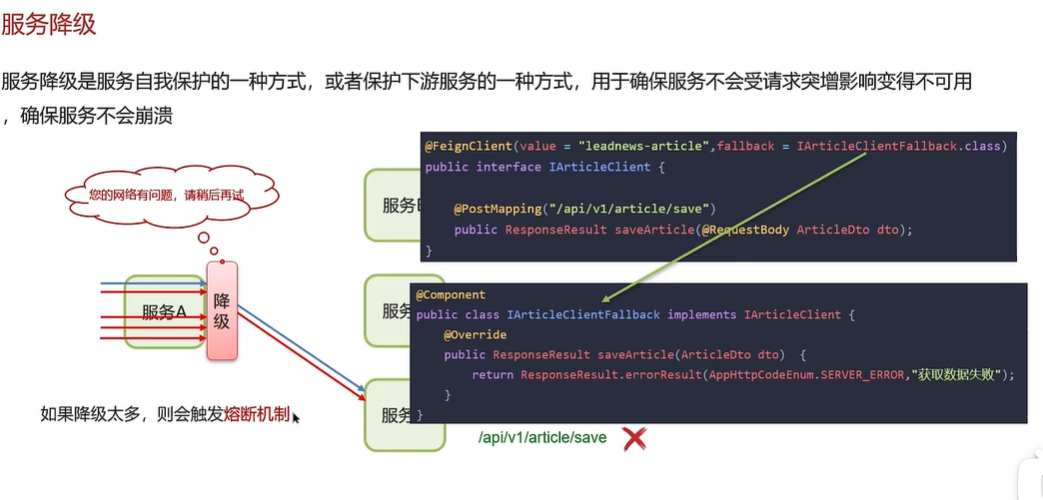 服务降级
服务降级是服务自我保护的一种方式，或者保护下游服务的一种方式，用于确保服务不会受请求突增影响变得不可用
，确保服务不会崩溃
您的网络有问题，请稍后再试
服务A
降级
服务
@FeignClient(value = "leadnews-article",fallback = IArticleClientFallback.class)
public interface IArticleClient {
@PostMapping("/api/v1/article/save")
public ResponseResult saveArticle(@RequestBody ArticleDto dto);
}
服务
@Component
public class IArticleClientFallback implements IArticleClient {
@Override
public ResponseResult saveArticle(ArticleDto dto) {
return ResponseResult.errorResult(AppHttpCodeEnum.SERVER_ERROR,"获取数据失败");
}
}
服务
/api/v1/article/save
如果降级太多，则会触发熔断机制